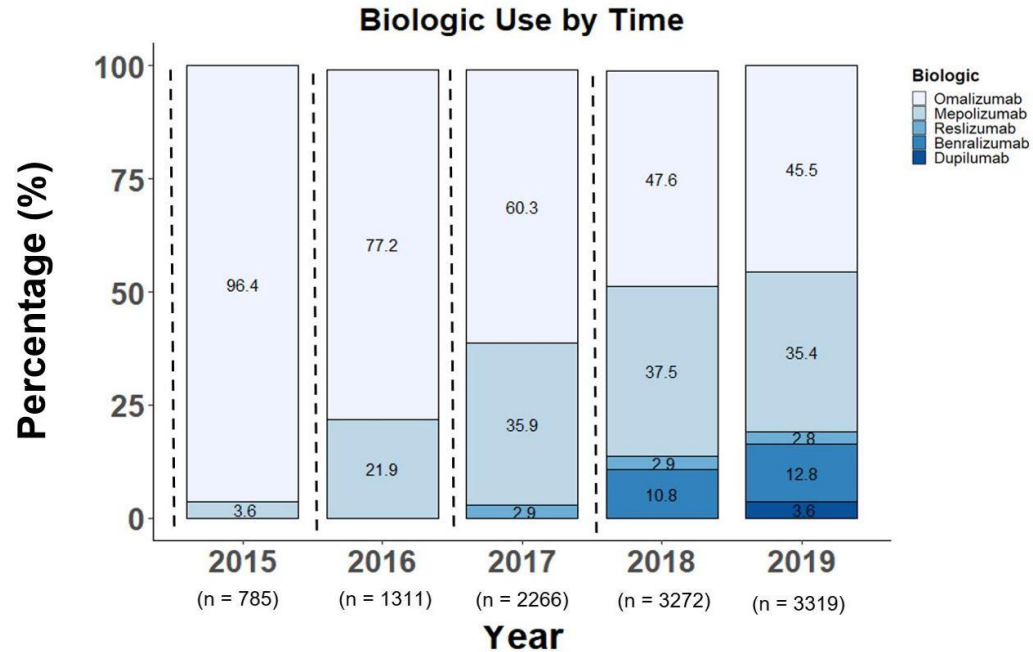 Biologic Use by Time
Percentage (%)
100
75
50
25
0
96.4
3.6
77.2
21.9
60.3
35.9
2.9
47.6
37.5
2.9
10.8
45.5
35.4
2.8
12.8
3.6
Biologic
Omalizumab
Mepolizumab
Reslizumab
Benralizumab
Dupilumab
2015 2016 2017 2018 2019
(n = 785) (n = 1311) (n = 2266) (n = 3272) (n = 3319)
Year